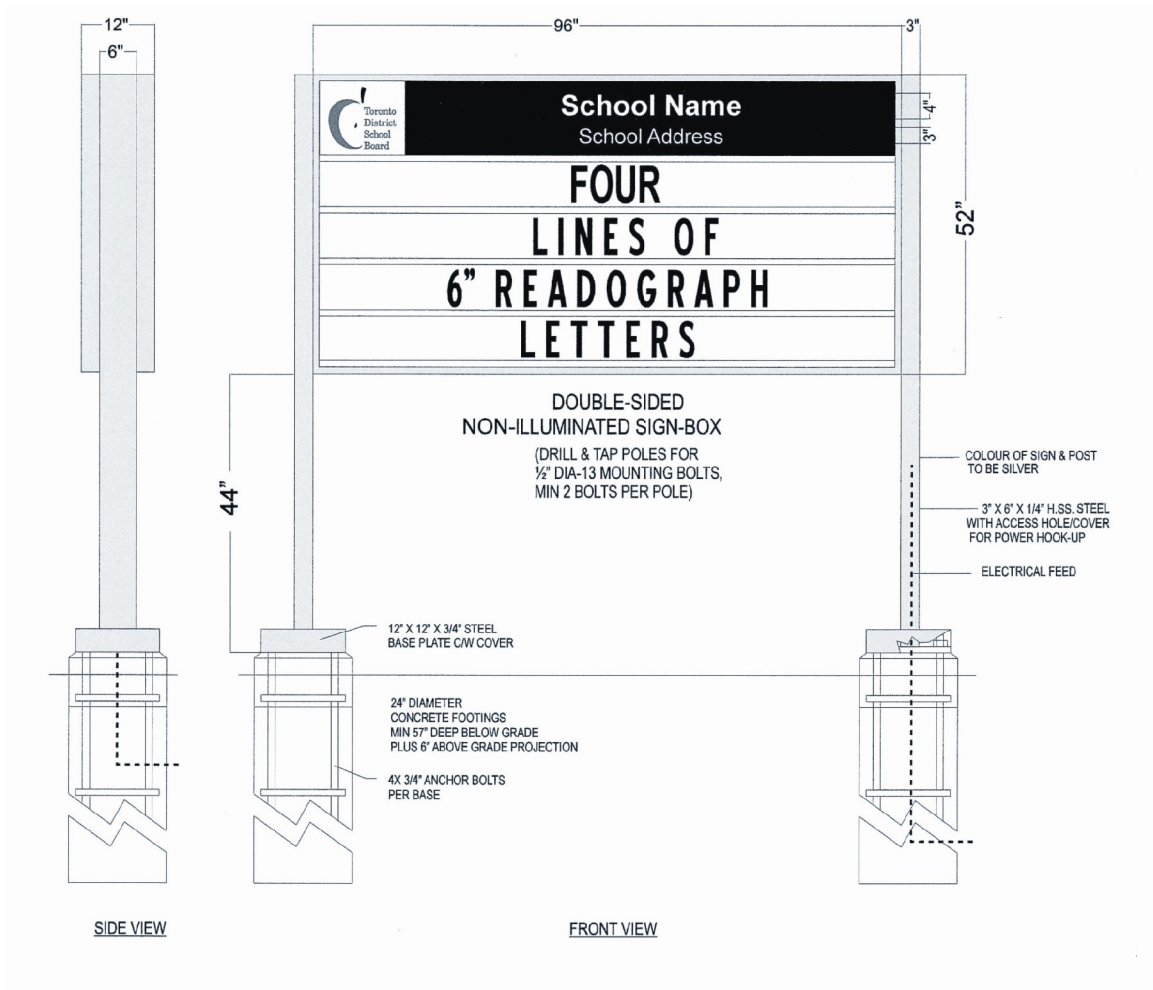 12"
6"
96"
3"
Toronto
District
School
Board
School Name
School Address
4"
3"
FOUR
LINES OF
6” READOGRAPH
LETTERS
52”
DOUBLE-SIDED
NON-ILLUMINATED SIGN-BOX
(DRILL & TAP POLES FOR
½” DIA-13 MOUNTING BOLTS,
MIN 2 BOLTS PER POLE)
44”
COLOUR OF SIGN & POST
TO BE SILVER
3" X 6" X 1/4" H.SS. STEEL
WITH ACCESS HOLE/COVER
FOR POWER HOOK-UP
ELECTRICAL FEED
12" X 12" X 3/4" STEEL
BASE PLATE C/W COVER
24" DIAMETER
CONCRETE FOOTINGS
MIN 57" DEEP BELOW GRADE
PLUS 6" ABOVE GRADE PROJECTION
4X 3/4" ANCHOR BOLTS
PER BASE
SIDE VIEW
FRONT VIEW